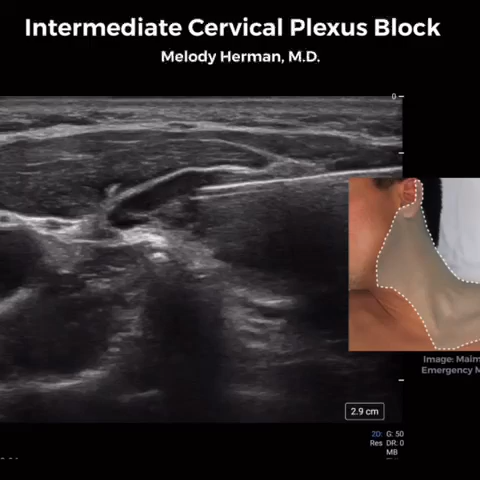 Intermediate Cervical Plexus Block
Melody Herman, M.D.
0
Image: Maim
Emergency M
2.9 cm
2D: G: 50
Res DR: 0
MB